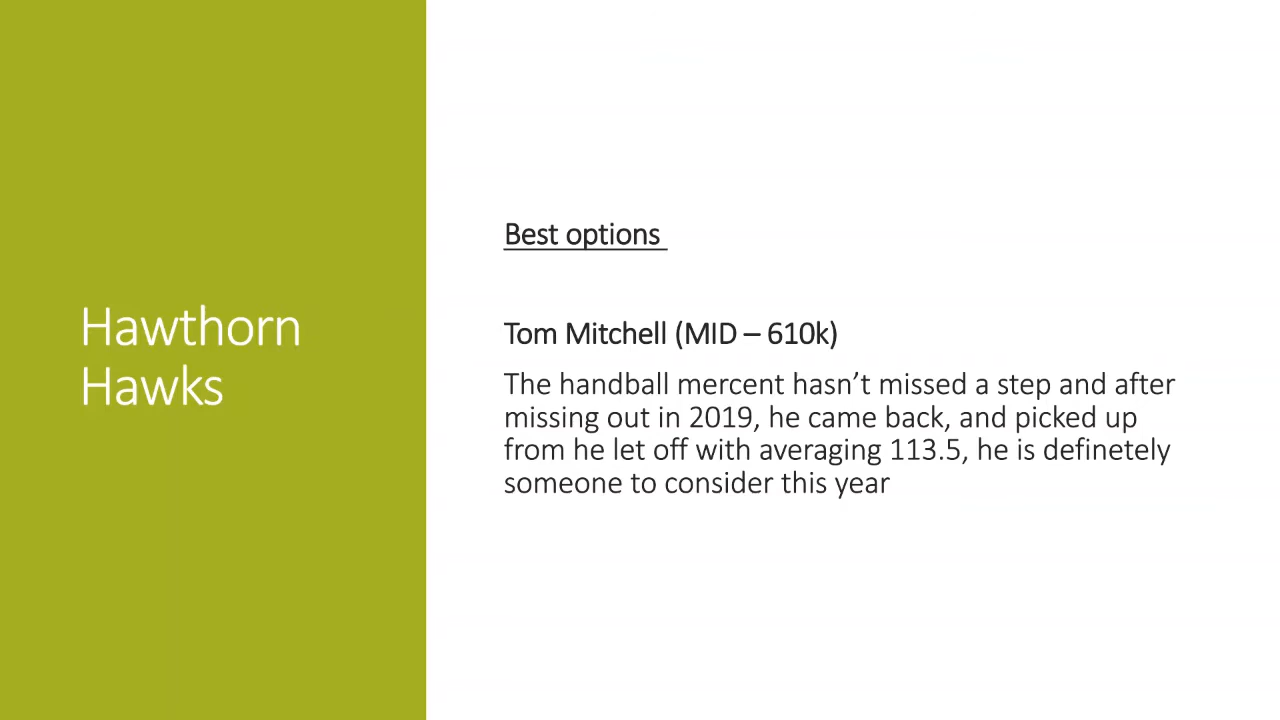 Hawthorn
Hawks
Best options
Tom Mitchell (MID – 610k)
The handball mercent hasn’t missed a step and after
missing out in 2019, he came back, and picked up
from he let off with averaging 113.5, he is definetely
someone to consider this year